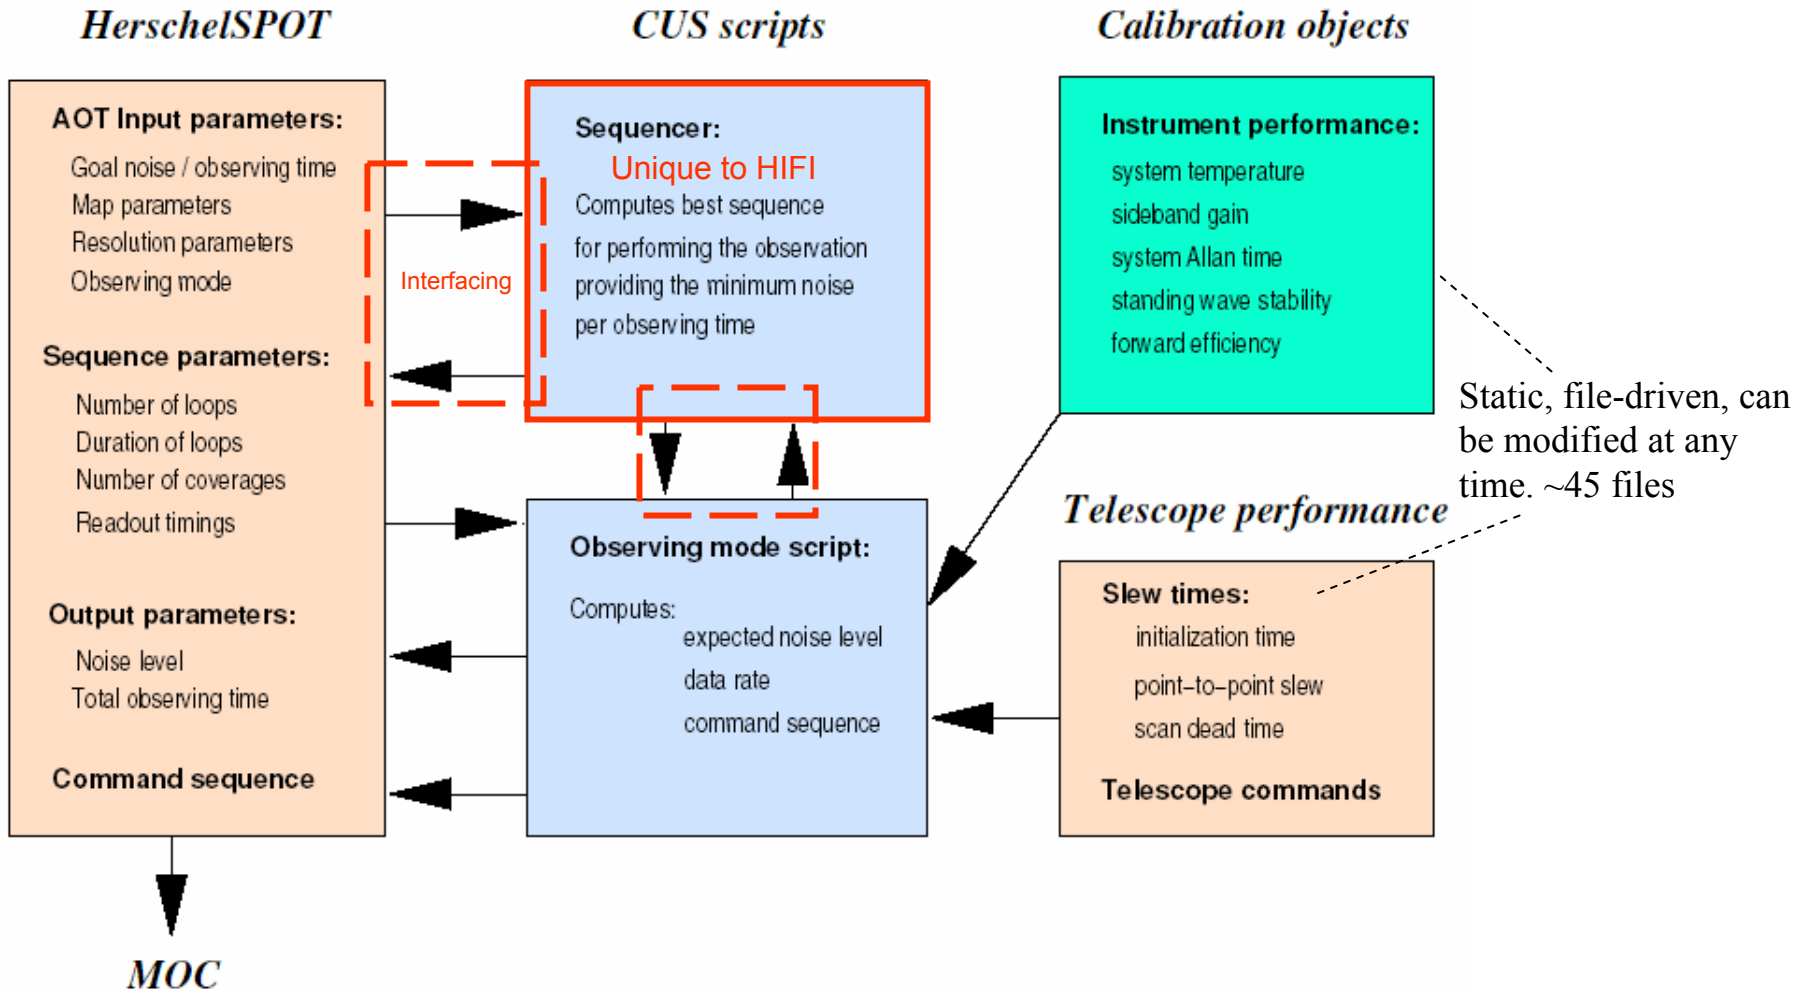 HerschelSPOT
AOT Input parameters:
Goal noise / observing time
Map parameters
Resolution parameters
Observing mode
Sequence parameters:
Number of loops
Duration of loops
Number of coverages
Readout timings
Output parameters:
Noise level
Total observing time
Command sequence
MOC
Interfacing
CUS scripts
Sequencer:
Unique to HIFI
Computes best sequence
for performing the observation
providing the minimum noise
per observing time
Observing mode script:
Computes:
expected noise level
data rate
command sequence
Calibration objects
Instrument performance:
system temperature
sideband gain
system Allan time
standing wave stability
forward efficiency
Telescope performance
Slew times:
initialization time
point–to–point slew
scan dead time
Telescope commands
Static, file-driven, can
be modified at any
time. ~45 files